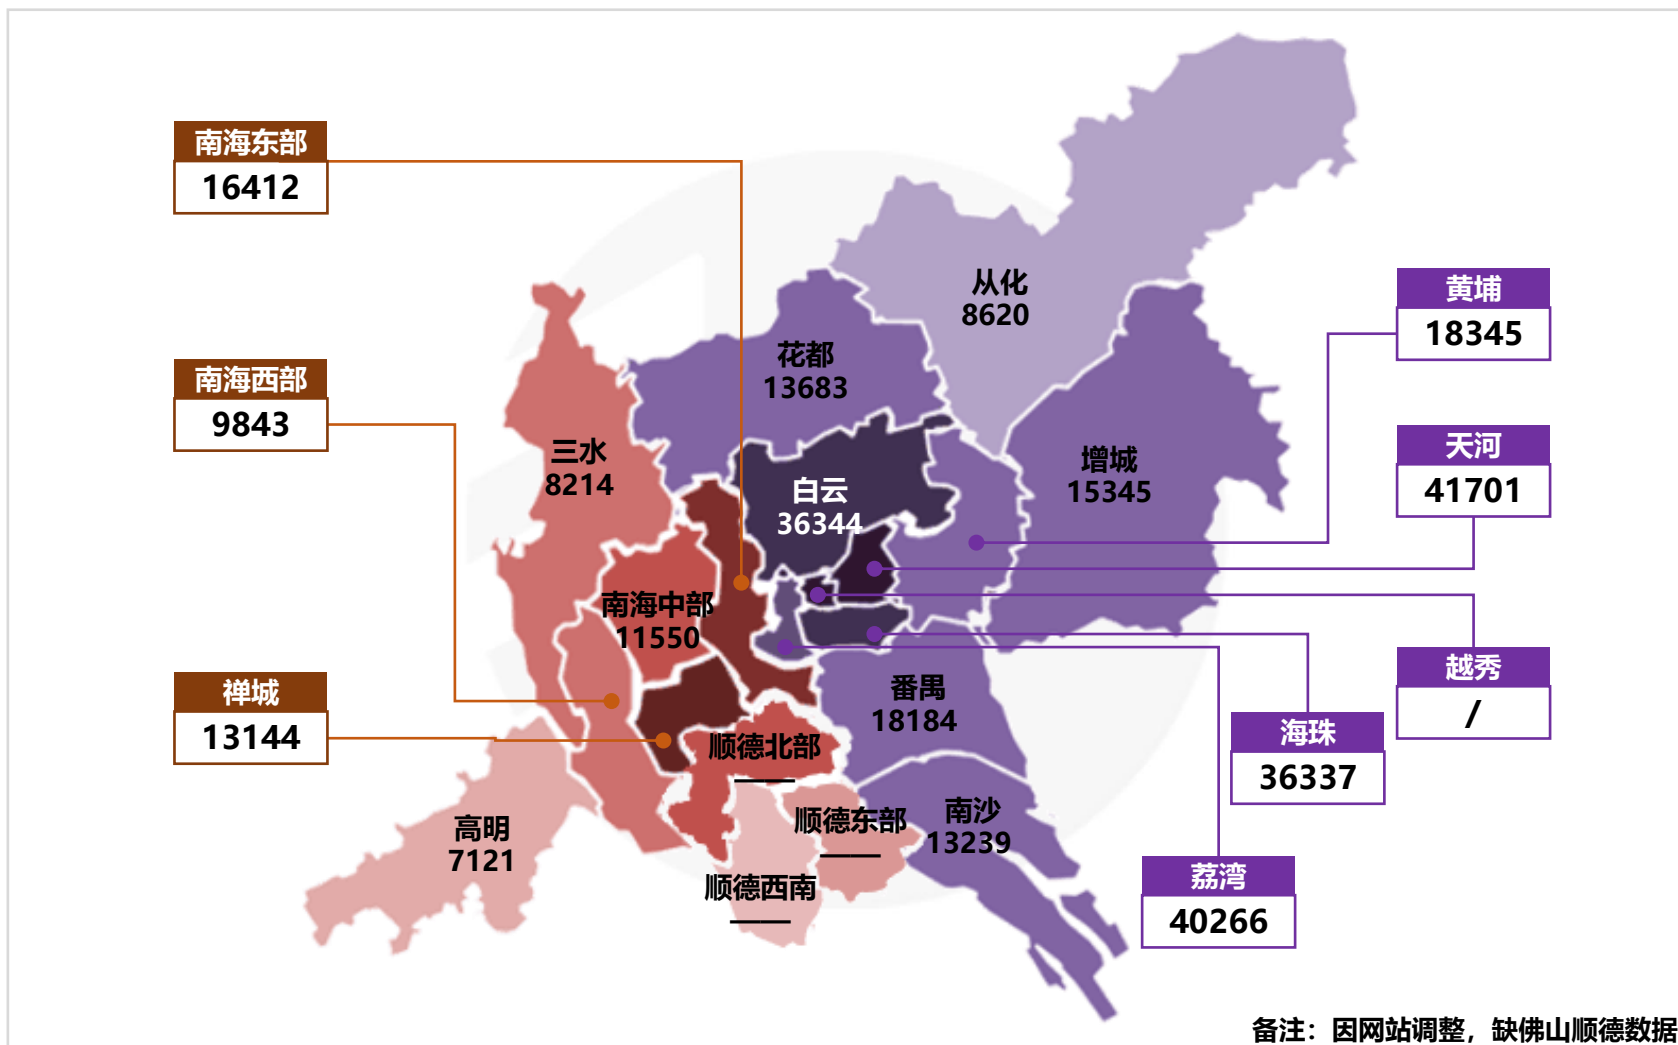 南海东部
16412
从化
8620
黄埔
18345
花都
13683
南海西部
9843
三水
8214
天河
41701
增城
15345
白云
36344
南海中部
11550
禅城
13144
番禺
18184
越秀
/
顺德北部
——
海珠
36337
高明
7121
顺德东部
——
南沙
13239
顺德西南
——
荔湾
40266
备注：因网站调整，缺佛山顺德数据